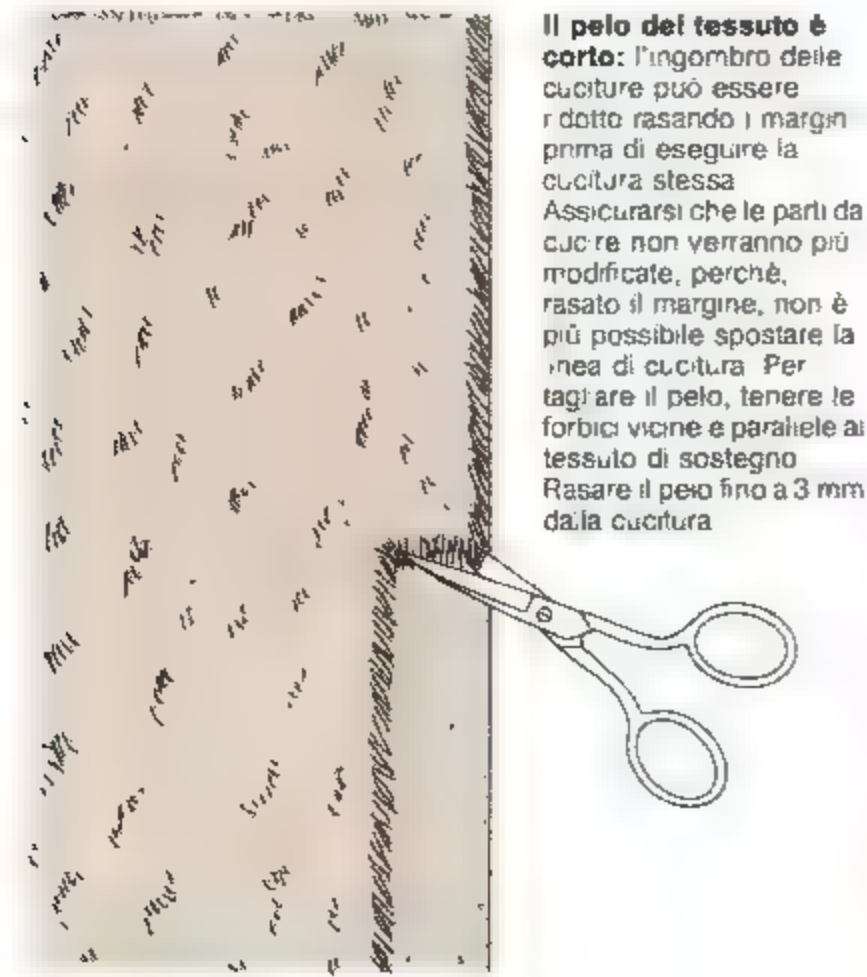 Il pelo del tessuto è
corto: l'ingombro delle
cuciture può essere
ridotto rasando i margin
prima di eseguire la
cucitura stessa
Assicurarsi che le parti da
cucire non verranno più
modificate, perchè,
rasato il margine, non è
più possibile spostare la
linea di cucitura Per
tagliare il pelo, tenere le
forbici vicine e parallele al
tessuto di sostegno
Rasare il pelo fino a 3 mm
dalla cucitura